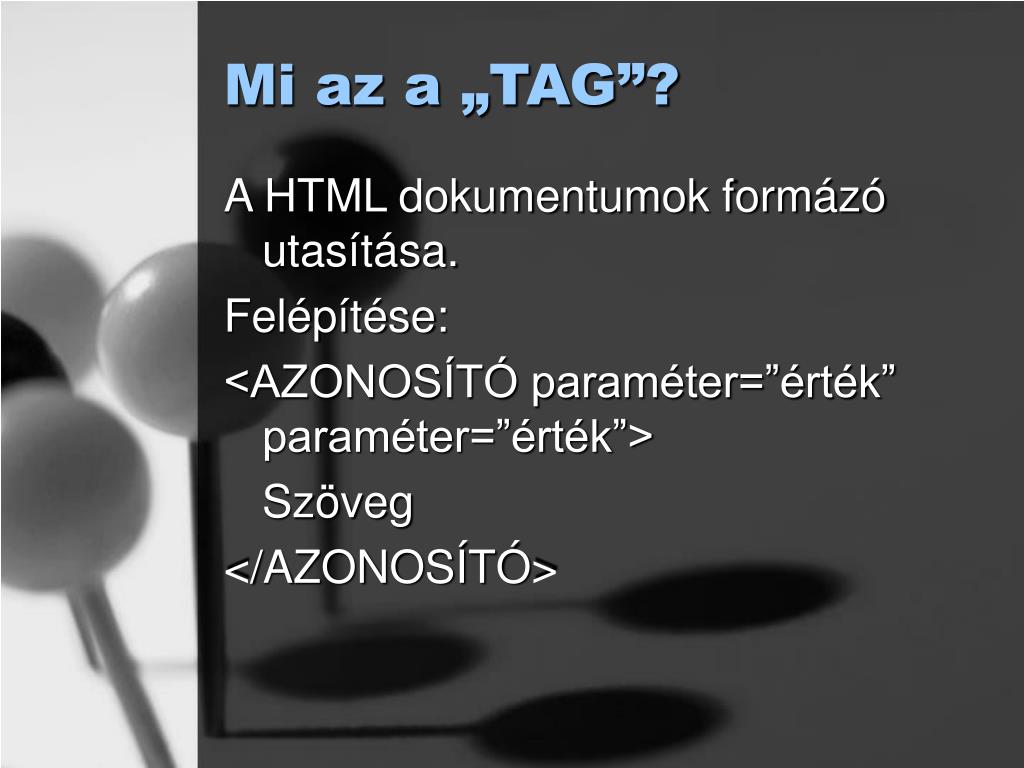 Mi az a „TAG”?
A HTML dokumentumok formázó
utasítása.
Felépítése:
<AZONOSÍTÓ paraméter=”érték”
paraméter=”érték”>
Szöveg
</AZONOSÍTÓ>